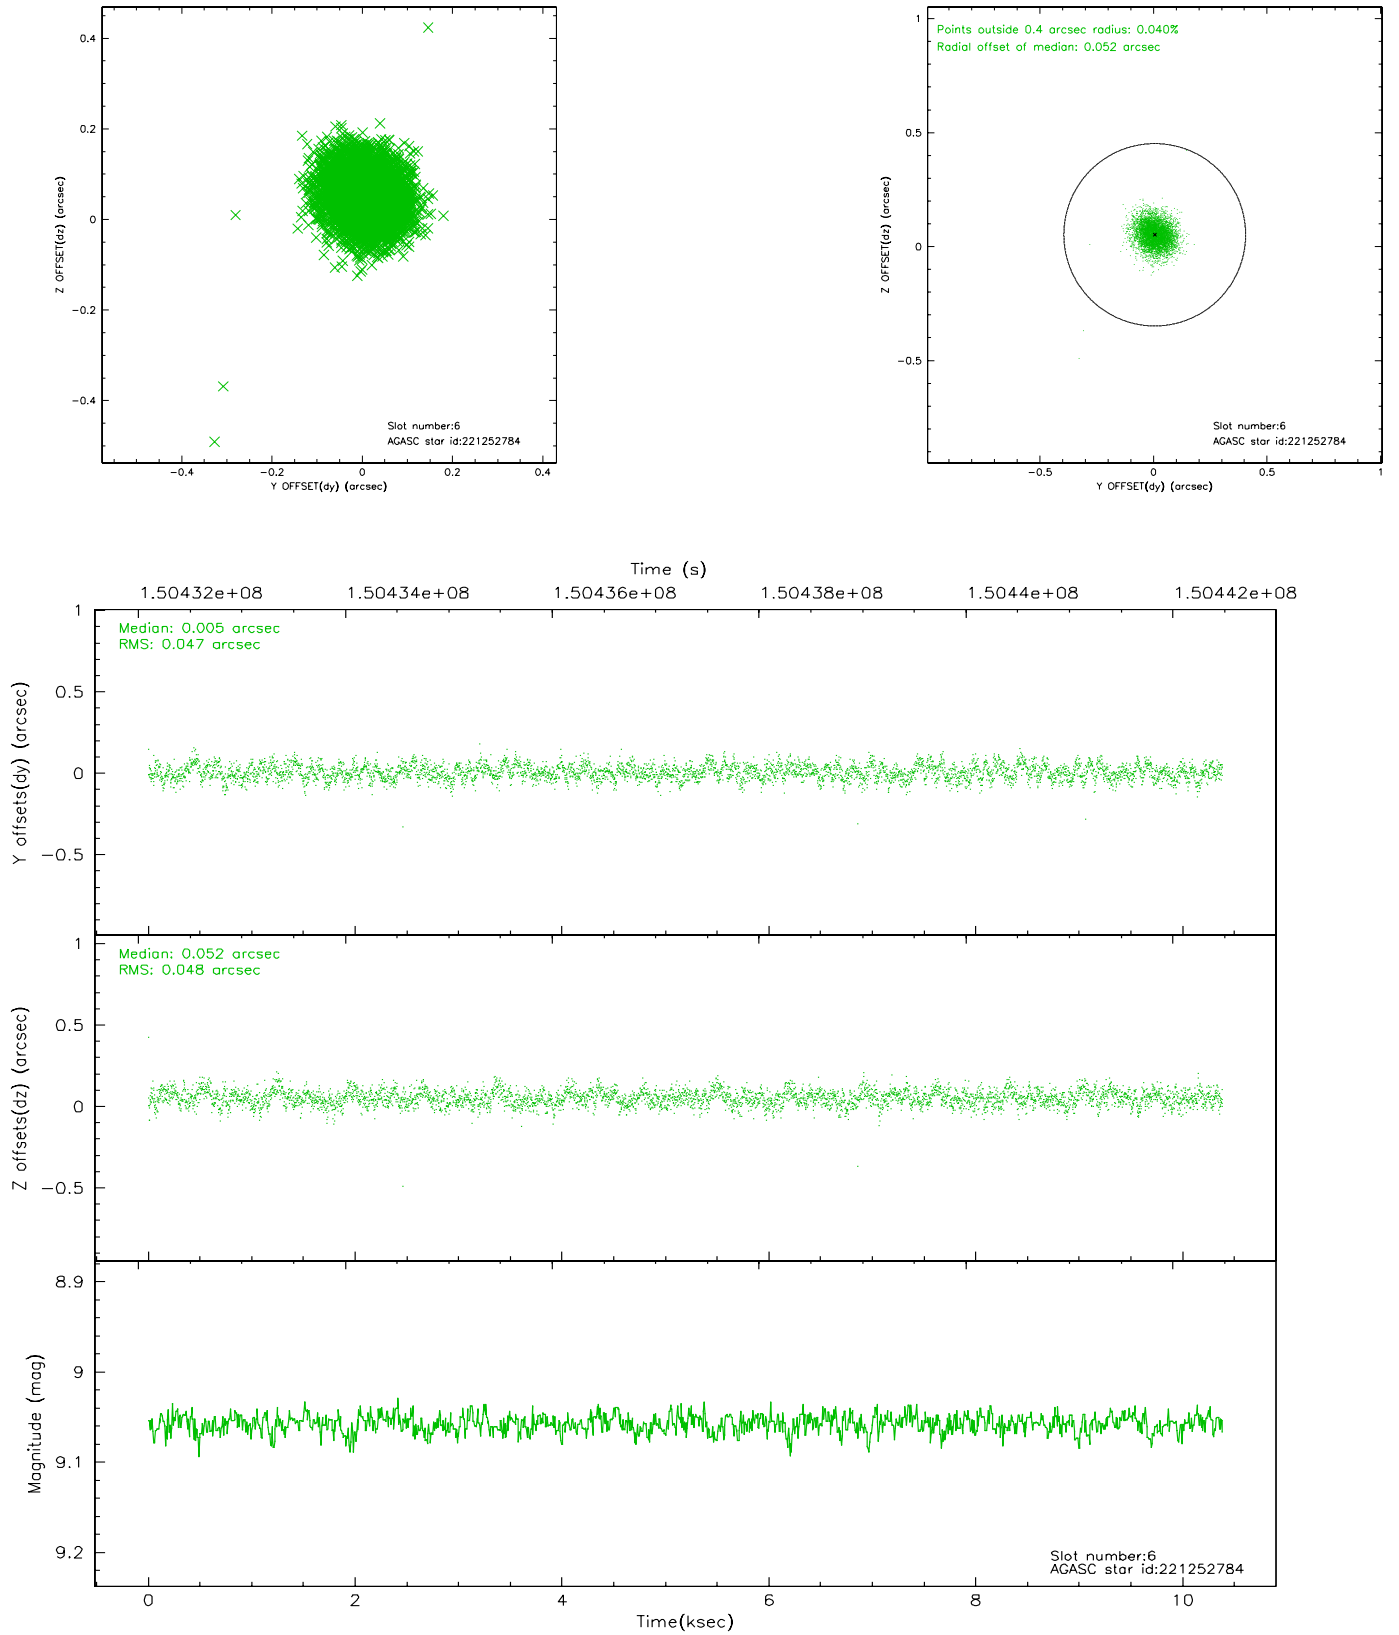 0.4
0.2
0
−0.2
−0.4
Z OFFSET(dz) (arcsec)
Slot number:6
AGASC star id:221252784
−0.4 −0.2 0 0.2 0.4
Y OFFSET(dy) (arcsec)
Points outside 0.4 arcsec radius: 0.040%
Radial offset of median: 0.052 arcsec
1
0.5
0
−0.5
Z OFFSET(dz) (arcsec)
Slot number:6
AGASC star id:221252784
−0.5 0 0.5 1
Y OFFSET(dy) (arcsec)
Time (s)
1.50432e+08 1.50434e+08 1.50436e+08 1.50438e+08 1.5044e+08 1.50442e+08
Median: 0.005 arcsec
RMS: 0.047 arcsec
1
0.5
0
−0.5
Y offsets(dy) (arcsec)
Median: 0.052 arcsec
RMS: 0.048 arcsec
1
0.5
0
−0.5
Z offsets(dz) (arcsec)
8.9
9
9.1
9.2
Magnitude (mag)
Slot number:6
AGASC star id:221252784
0 2 4 6 8 10
Time(ksec)